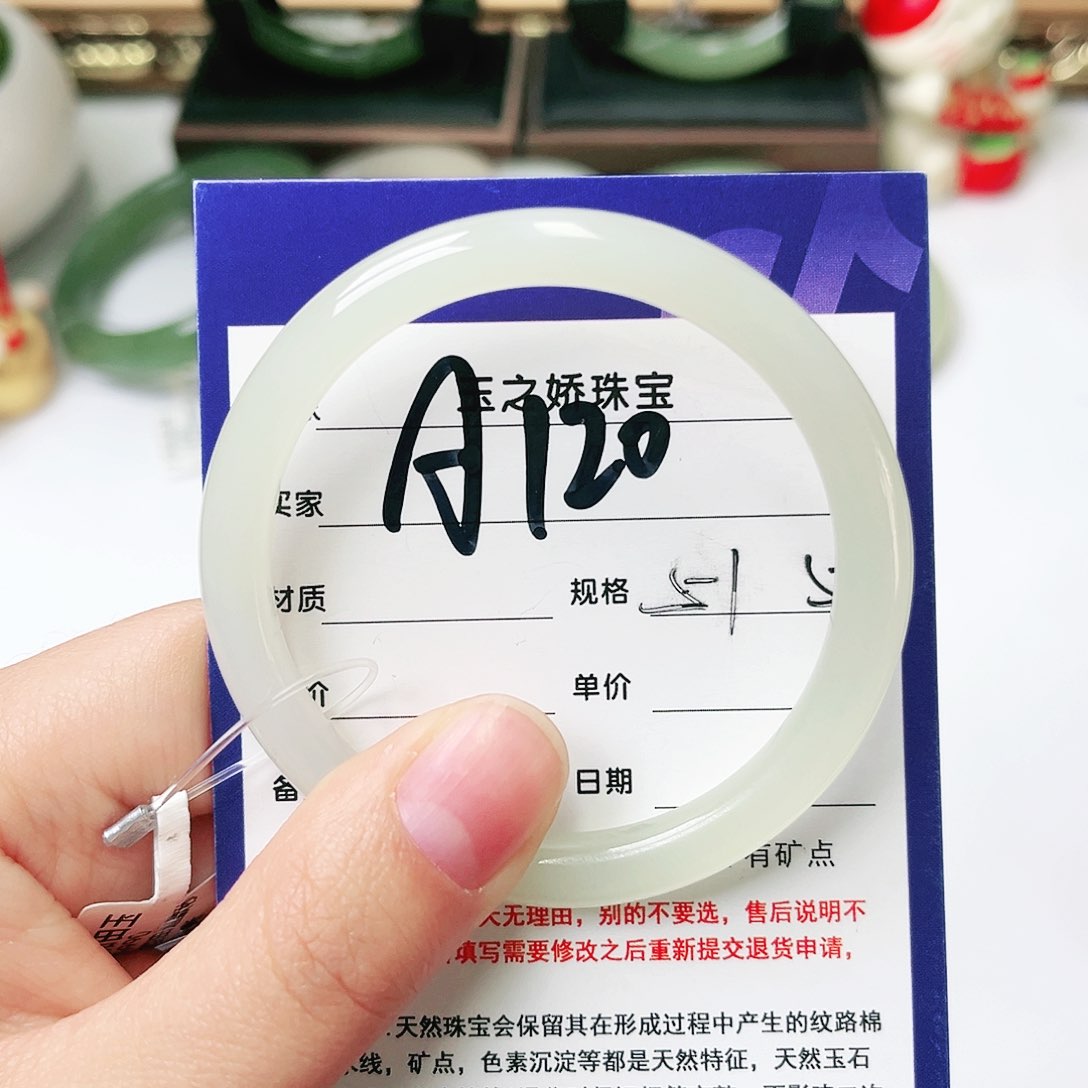 玉之娇珠宝
A120
买家
材质
规格 51
价
单价
备
日期
有矿点
天无理由，别的不要选，售后说明不
填写需要修改之后重新提交退货申请，
天然珠宝会保留其在形成过程中产生的纹路棉
线，矿点，色素沉淀等都是天然特征，天然玉石